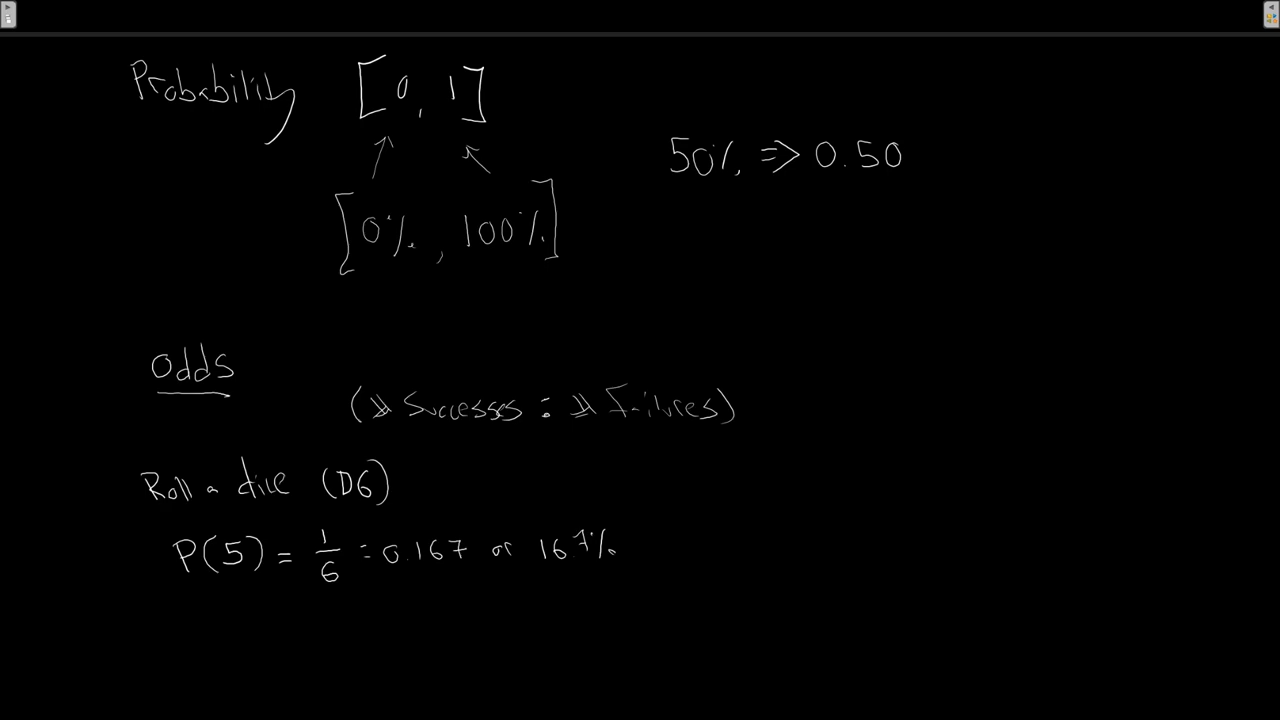 Probability [0, 1]
50% => 0.50
[0%, 100%]
Odds
(# Successes : # Failures)
Roll a dice (D6)
P(5) = 1/6 = 0.167 or 16.7%